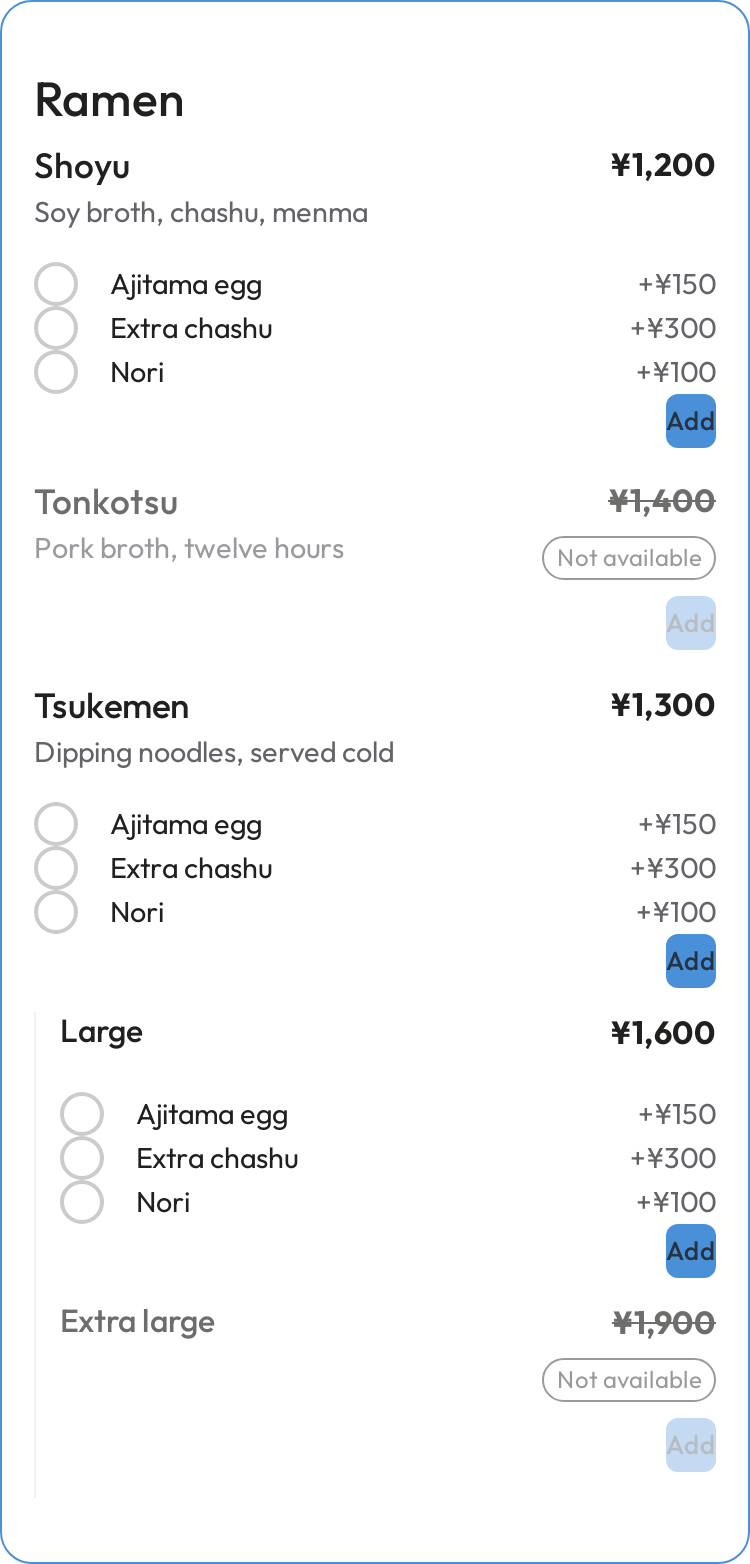 Ramen
Shoyu ¥1,200
Soy broth, chashu, menma
Ajitama egg +¥150
Extra chashu +¥300
Nori +¥100
Add
Tonkotsu ¥1,400
Pork broth, twelve hours
Not available
Add
Tsukemen ¥1,300
Dipping noodles, served cold
Ajitama egg +¥150
Extra chashu +¥300
Nori +¥100
Add
Large ¥1,600
Ajitama egg +¥150
Extra chashu +¥300
Nori +¥100
Add
Extra large ¥1,900
Not available
Add